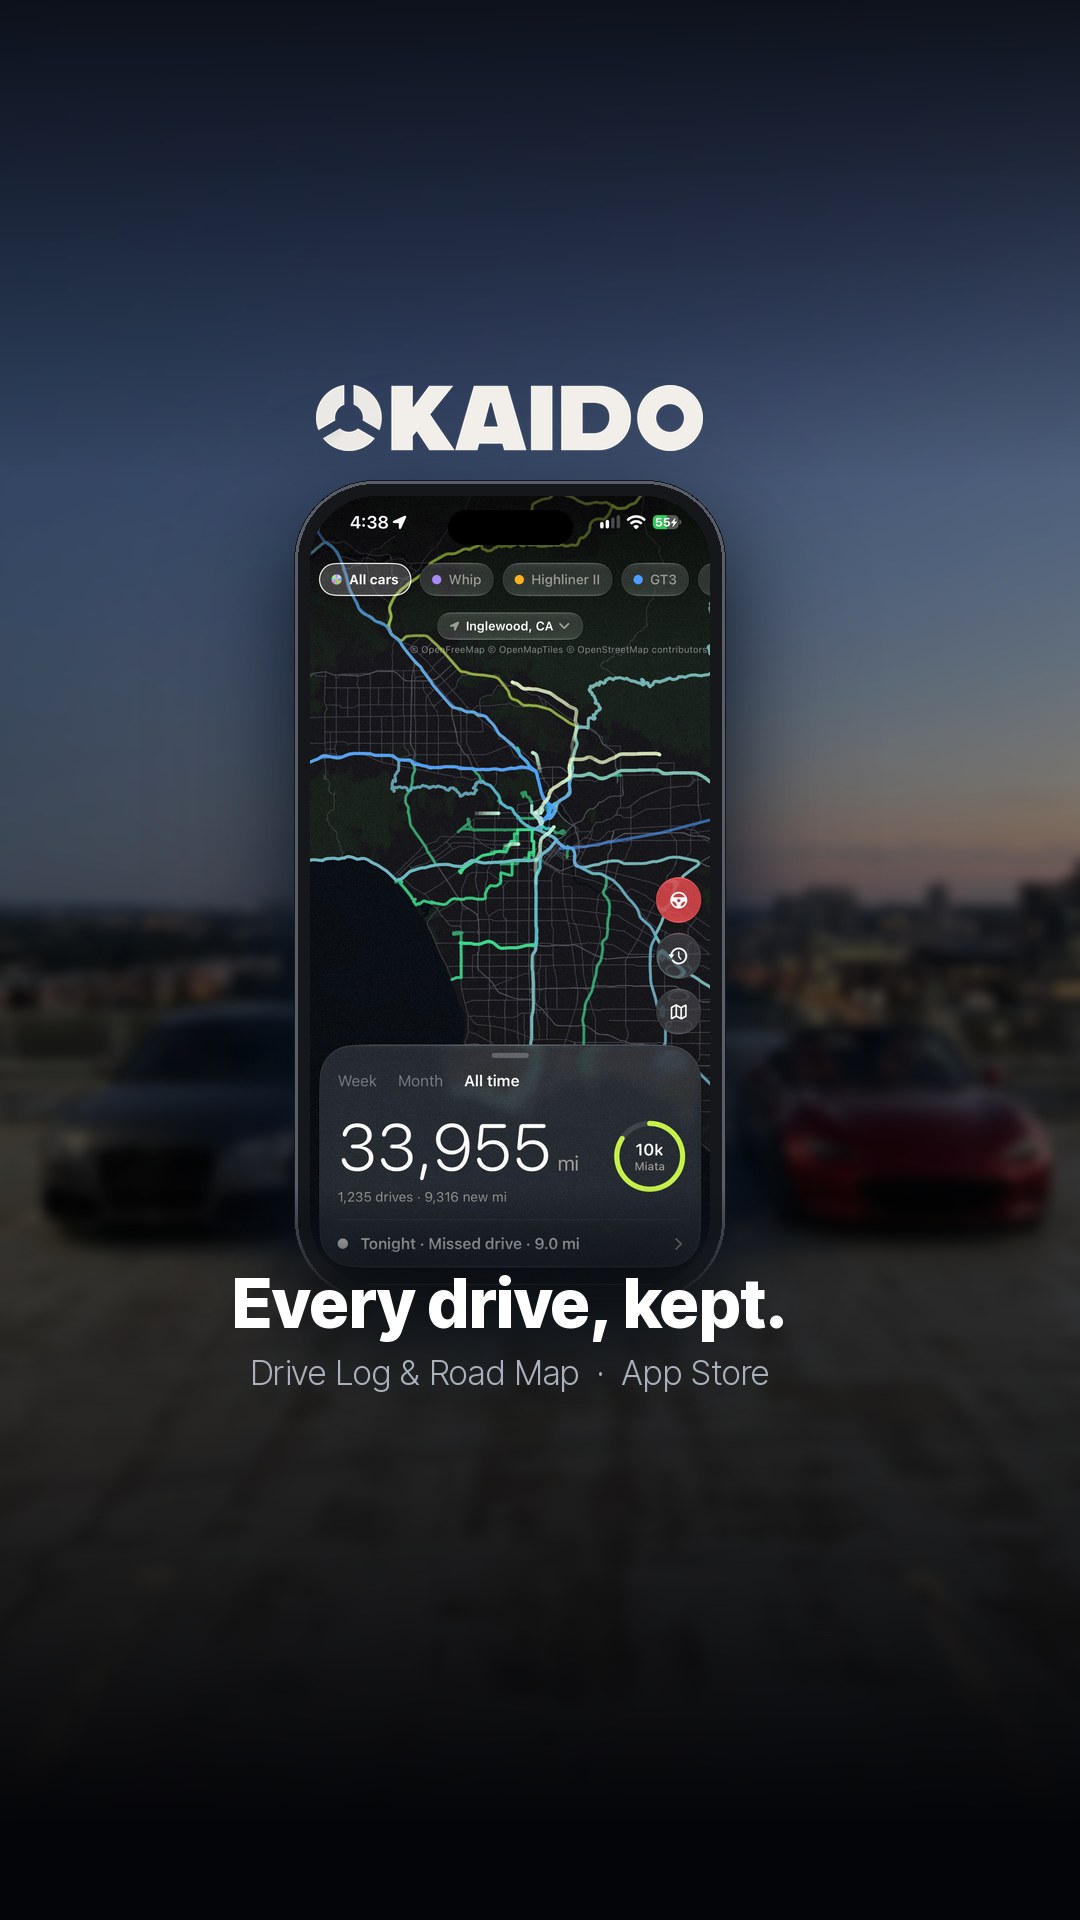 KAIDO
4:38
55
All cars
Whip
Highliner II
GT3
Inglewood, CA
© OpenFreeMap © OpenMapTiles © OpenStreetMap contributors
Week Month All time
33,955 mi
10k
Miata
1,235 drives · 9,316 new mi
Tonight · Missed drive · 9.0 mi
Every drive, kept.
Drive Log & Road Map · App Store